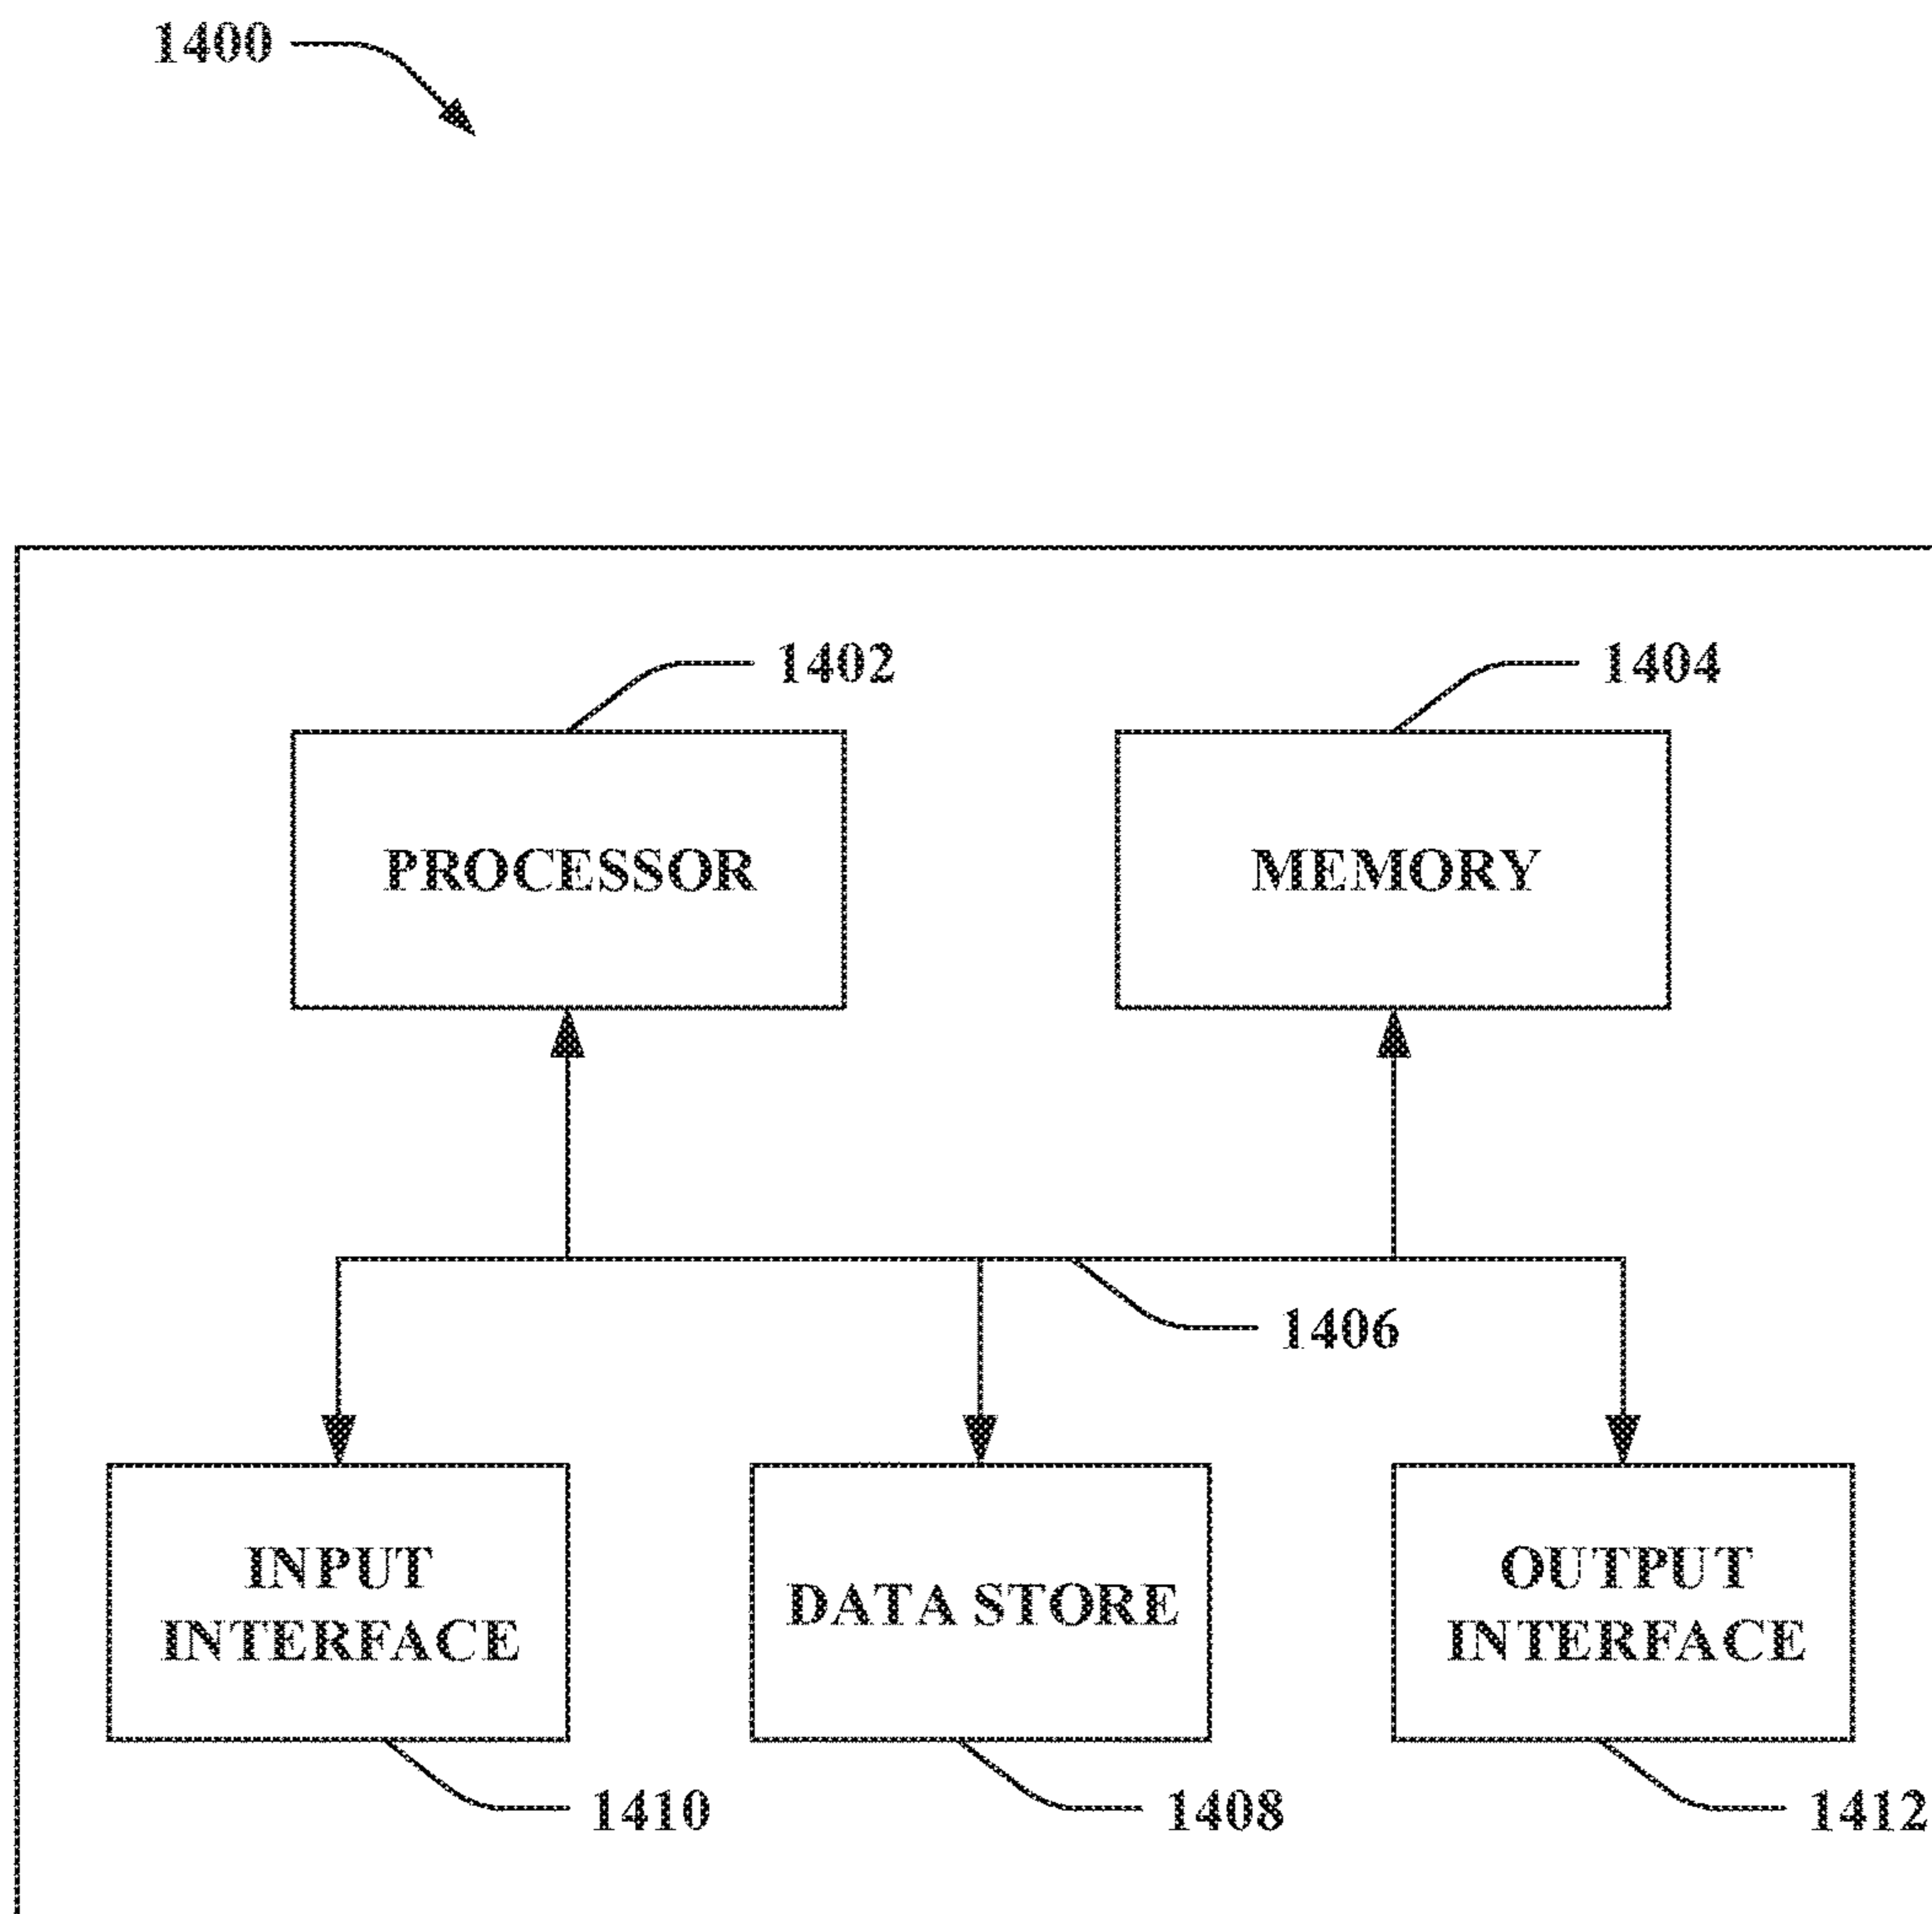 1400
1402
1404
PROCESSOR
MEMORY
1406
INPUT
INTERFACE
DATA STORE
OUTPUT
INTERFACE
1410
1408
1412